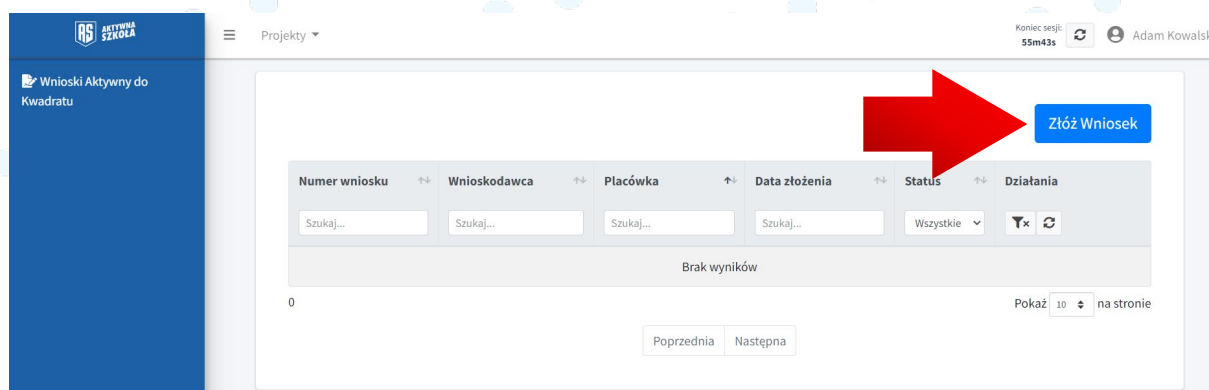 AS AKTYWNA SZKOŁA
Projekty
Koniec sesji:
55m43s
Adam Kowalsk
Wnioski Aktywny do
Kwadratu
Złóż Wniosek
Numer wniosku Wnioskodawca Placówka Data złożenia Status Działania
Szukaj... Szukaj... Szukaj... Szukaj... Wszystkie
Brak wyników
0
Pokaż 10 na stronie
Poprzednia Następna